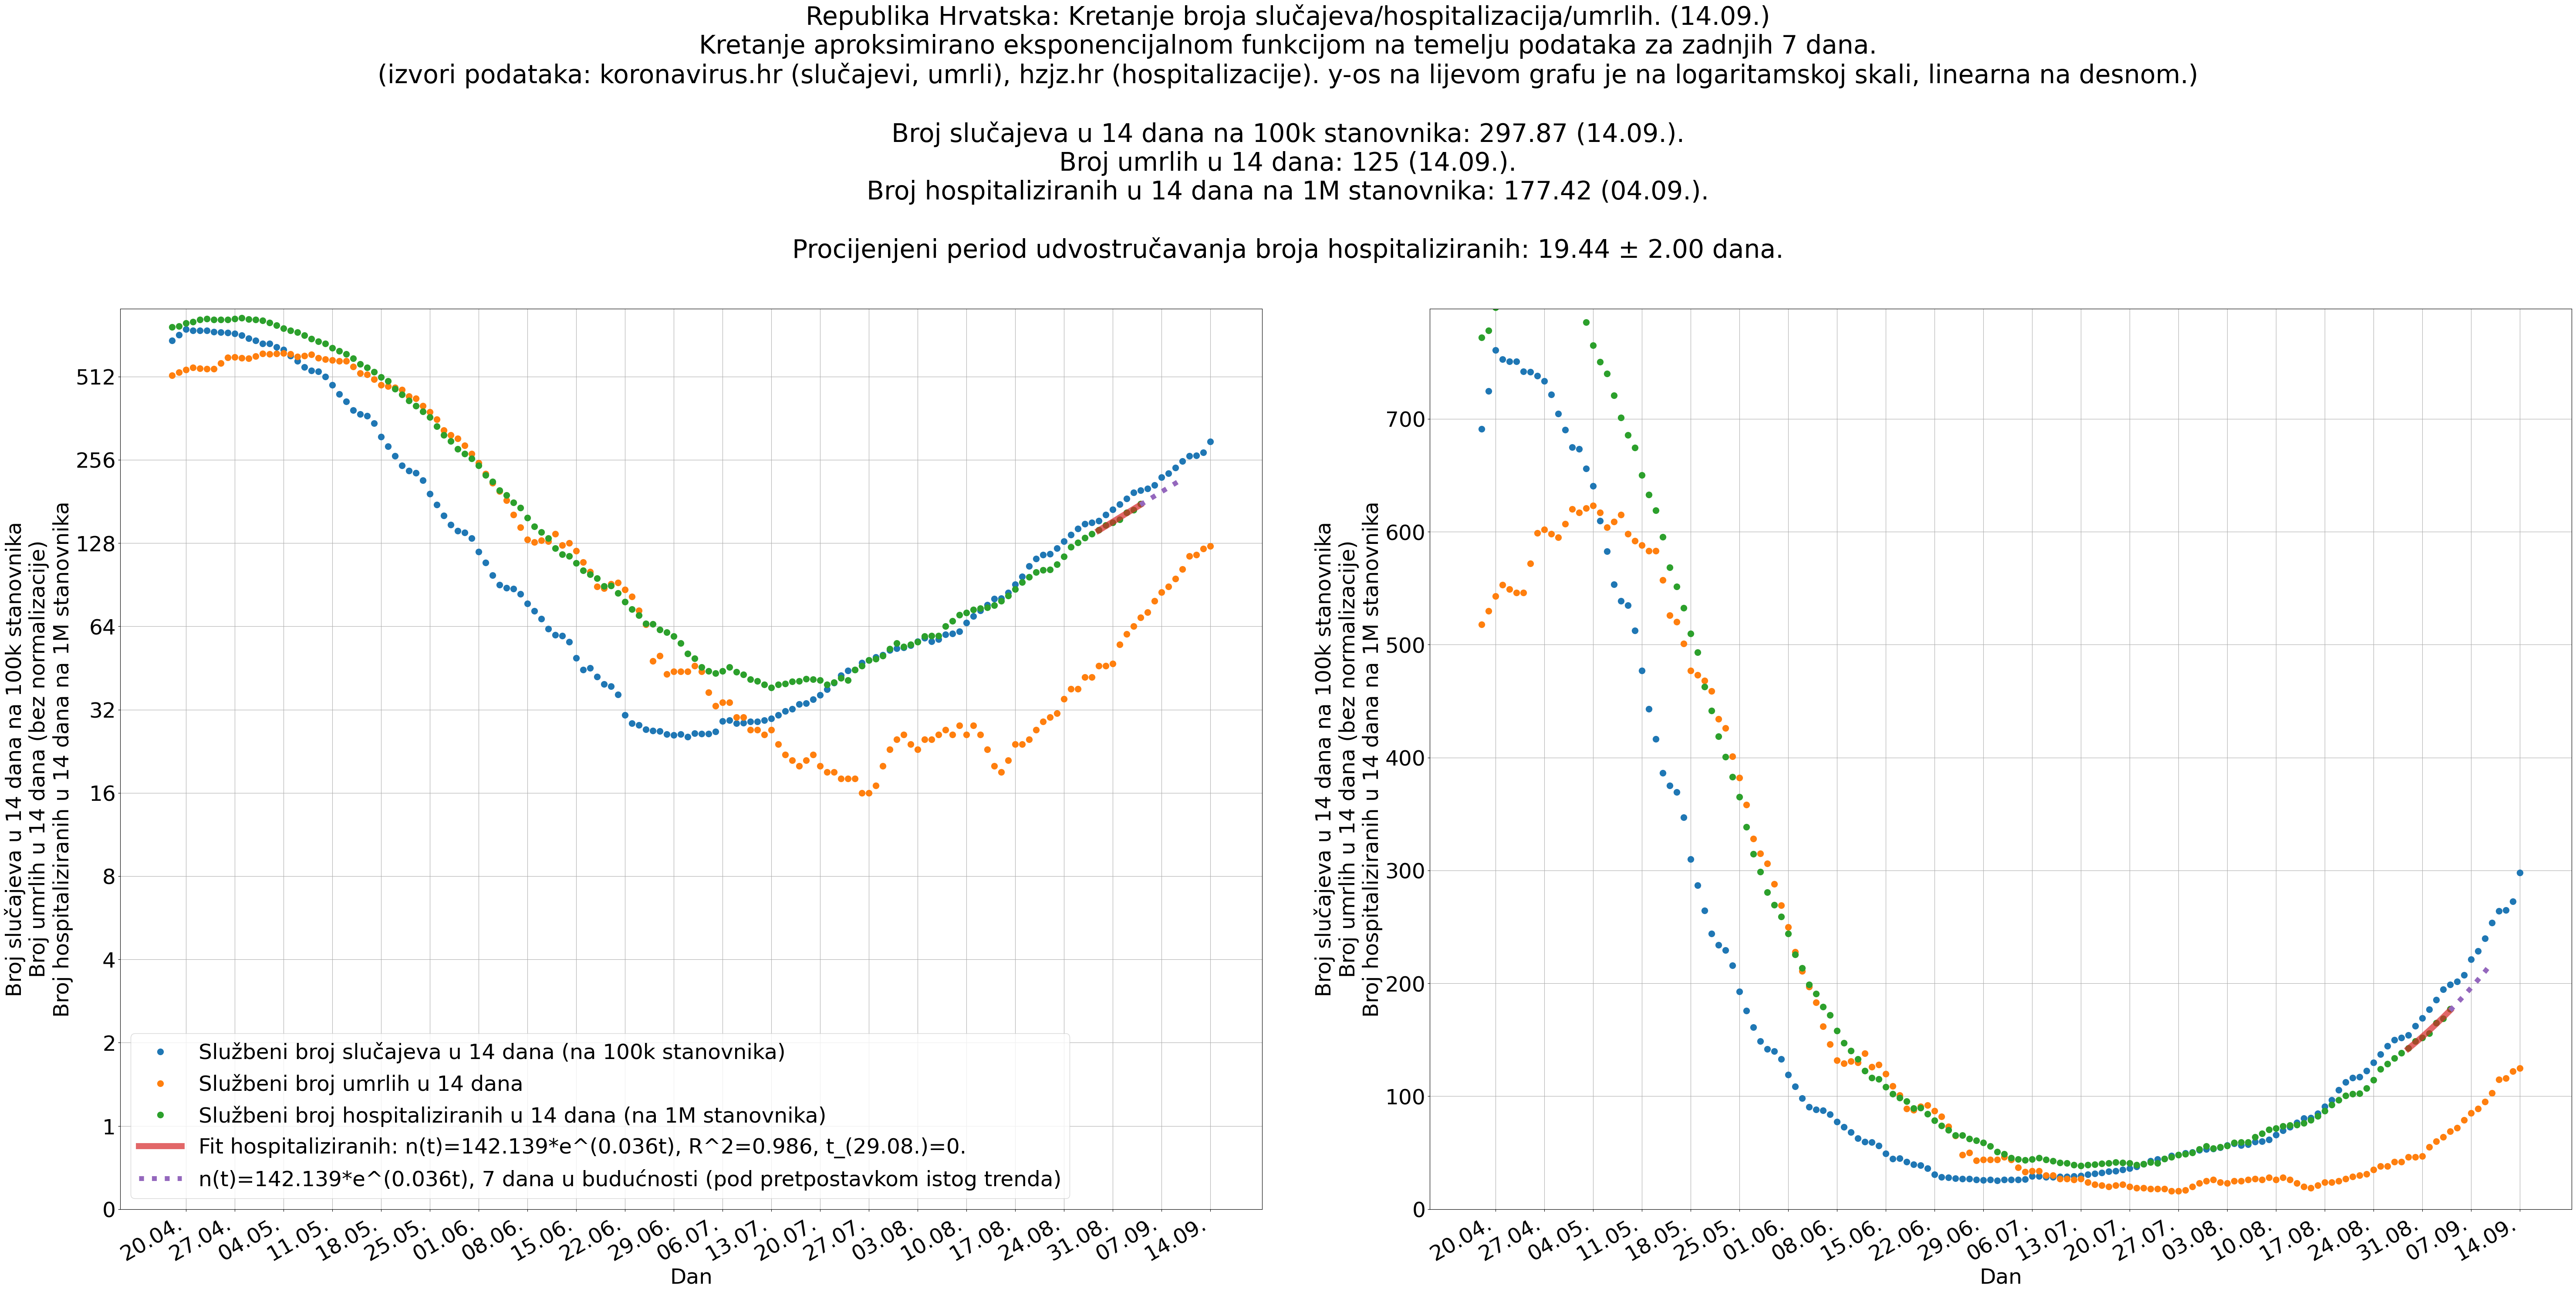 Republika Hrvatska: Kretanje broja slučajeva/hospitalizacija/umrlih. (14.09.)
Kretanje aproksimirano eksponencijalnom funkcijom na temelju podataka za zadnjih 7 dana.
(izvori podataka: koronavirus.hr (slučajevi, umrli), hzjz.hr (hospitalizacije). y-os na lijevom grafu je na logaritamskoj skali, linearna na desnom.)
Broj slučajeva u 14 dana na 100k stanovnika: 297.87 (14.09.).
Broj umrlih u 14 dana: 125 (14.09.).
Broj hospitaliziranih u 14 dana na 1M stanovnika: 177.42 (04.09.).
Procijenjeni period udvostručavanja broja hospitaliziranih: 19.44 ± 2.00 dana.
Broj slučajeva u 14 dana na 100k stanovnika
Broj umrlih u 14 dana (bez normalizacije)
Broj hospitaliziranih u 14 dana na 1M stanovnika
512
256
128
64
32
16
8
4
2
1
0
Službeni broj slučajeva u 14 dana (na 100k stanovnika)
Službeni broj umrlih u 14 dana
Službeni broj hospitaliziranih u 14 dana (na 1M stanovnika)
Fit hospitaliziranih: n(t)=142.139*e^(0.036t), R^2=0.986, t_(29.08.)=0.
n(t)=142.139*e^(0.036t), 7 dana u budućnosti (pod pretpostavkom istog trenda)
20.04. 27.04. 04.05. 11.05. 18.05. 25.05. 01.06. 08.06. 15.06. 22.06. 29.06. 06.07. 13.07. 20.07. 27.07. 03.08. 10.08. 17.08. 24.08. 31.08. 07.09. 14.09.
Dan
Broj slučajeva u 14 dana na 100k stanovnika
Broj umrlih u 14 dana (bez normalizacije)
Broj hospitaliziranih u 14 dana na 1M stanovnika
700
600
500
400
300
200
100
0
20.04. 27.04. 04.05. 11.05. 18.05. 25.05. 01.06. 08.06. 15.06. 22.06. 29.06. 06.07. 13.07. 20.07. 27.07. 03.08. 10.08. 17.08. 24.08. 31.08. 07.09. 14.09.
Dan